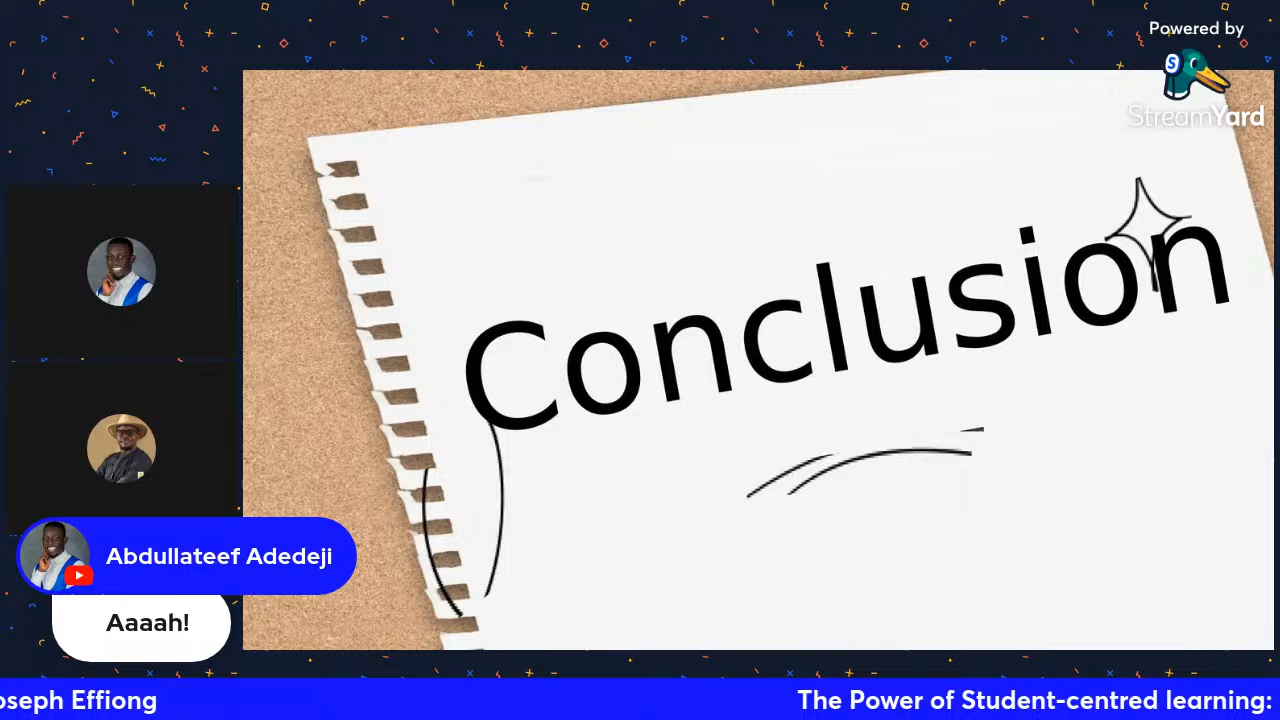 Powered by
StreamYard
Conclusion
Abdullateef Adedeji
Aaaah!
oseph Effiong
The Power of Student-centred learning: